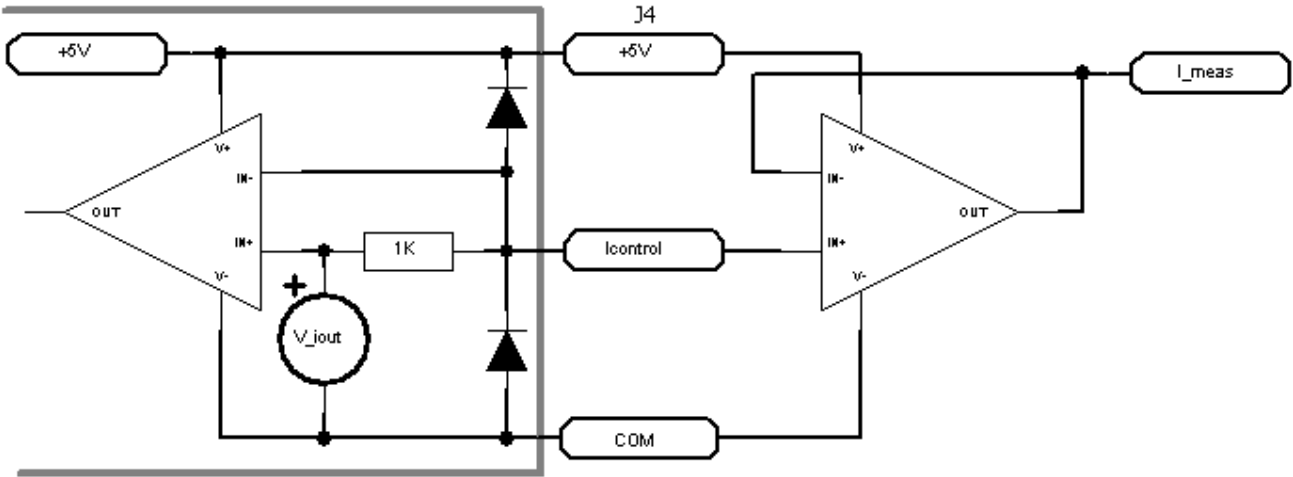 J4
+5V
+5V
I_meas
V+
V+
IN-
IN-
OUT
OUT
IN+
1K
Icontrol
IN+
V-
V-
+
V_iout
COM